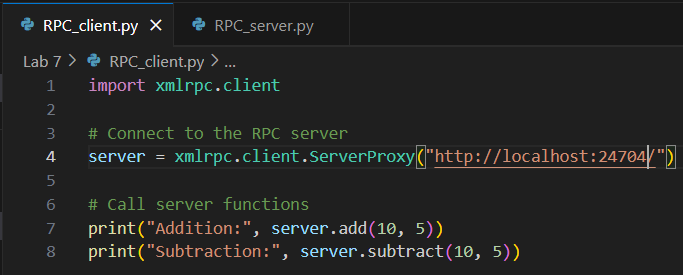 RPC_client.py × RPC_server.py
Lab 7 > RPC_client.py > ...
1 import xmlrpc.client
2
3 # Connect to the RPC server
4 server = xmlrpc.client.ServerProxy("http://localhost:24704/")
5
6 # Call server functions
7 print("Addition:", server.add(10, 5))
8 print("Subtraction:", server.subtract(10, 5))